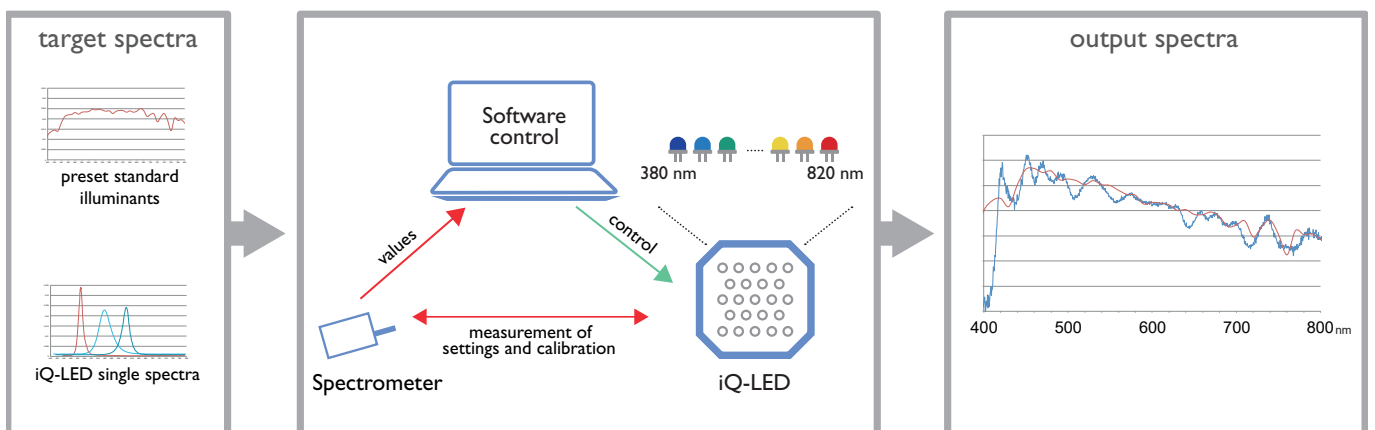 target spectra
preset standard
illuminants
iQ-LED single spectra
Software
control
380 nm
.....
820 nm
values
control
measurement of
settings and calibration
Spectrometer
iQ-LED
output spectra
400 500 600 700 800 nm